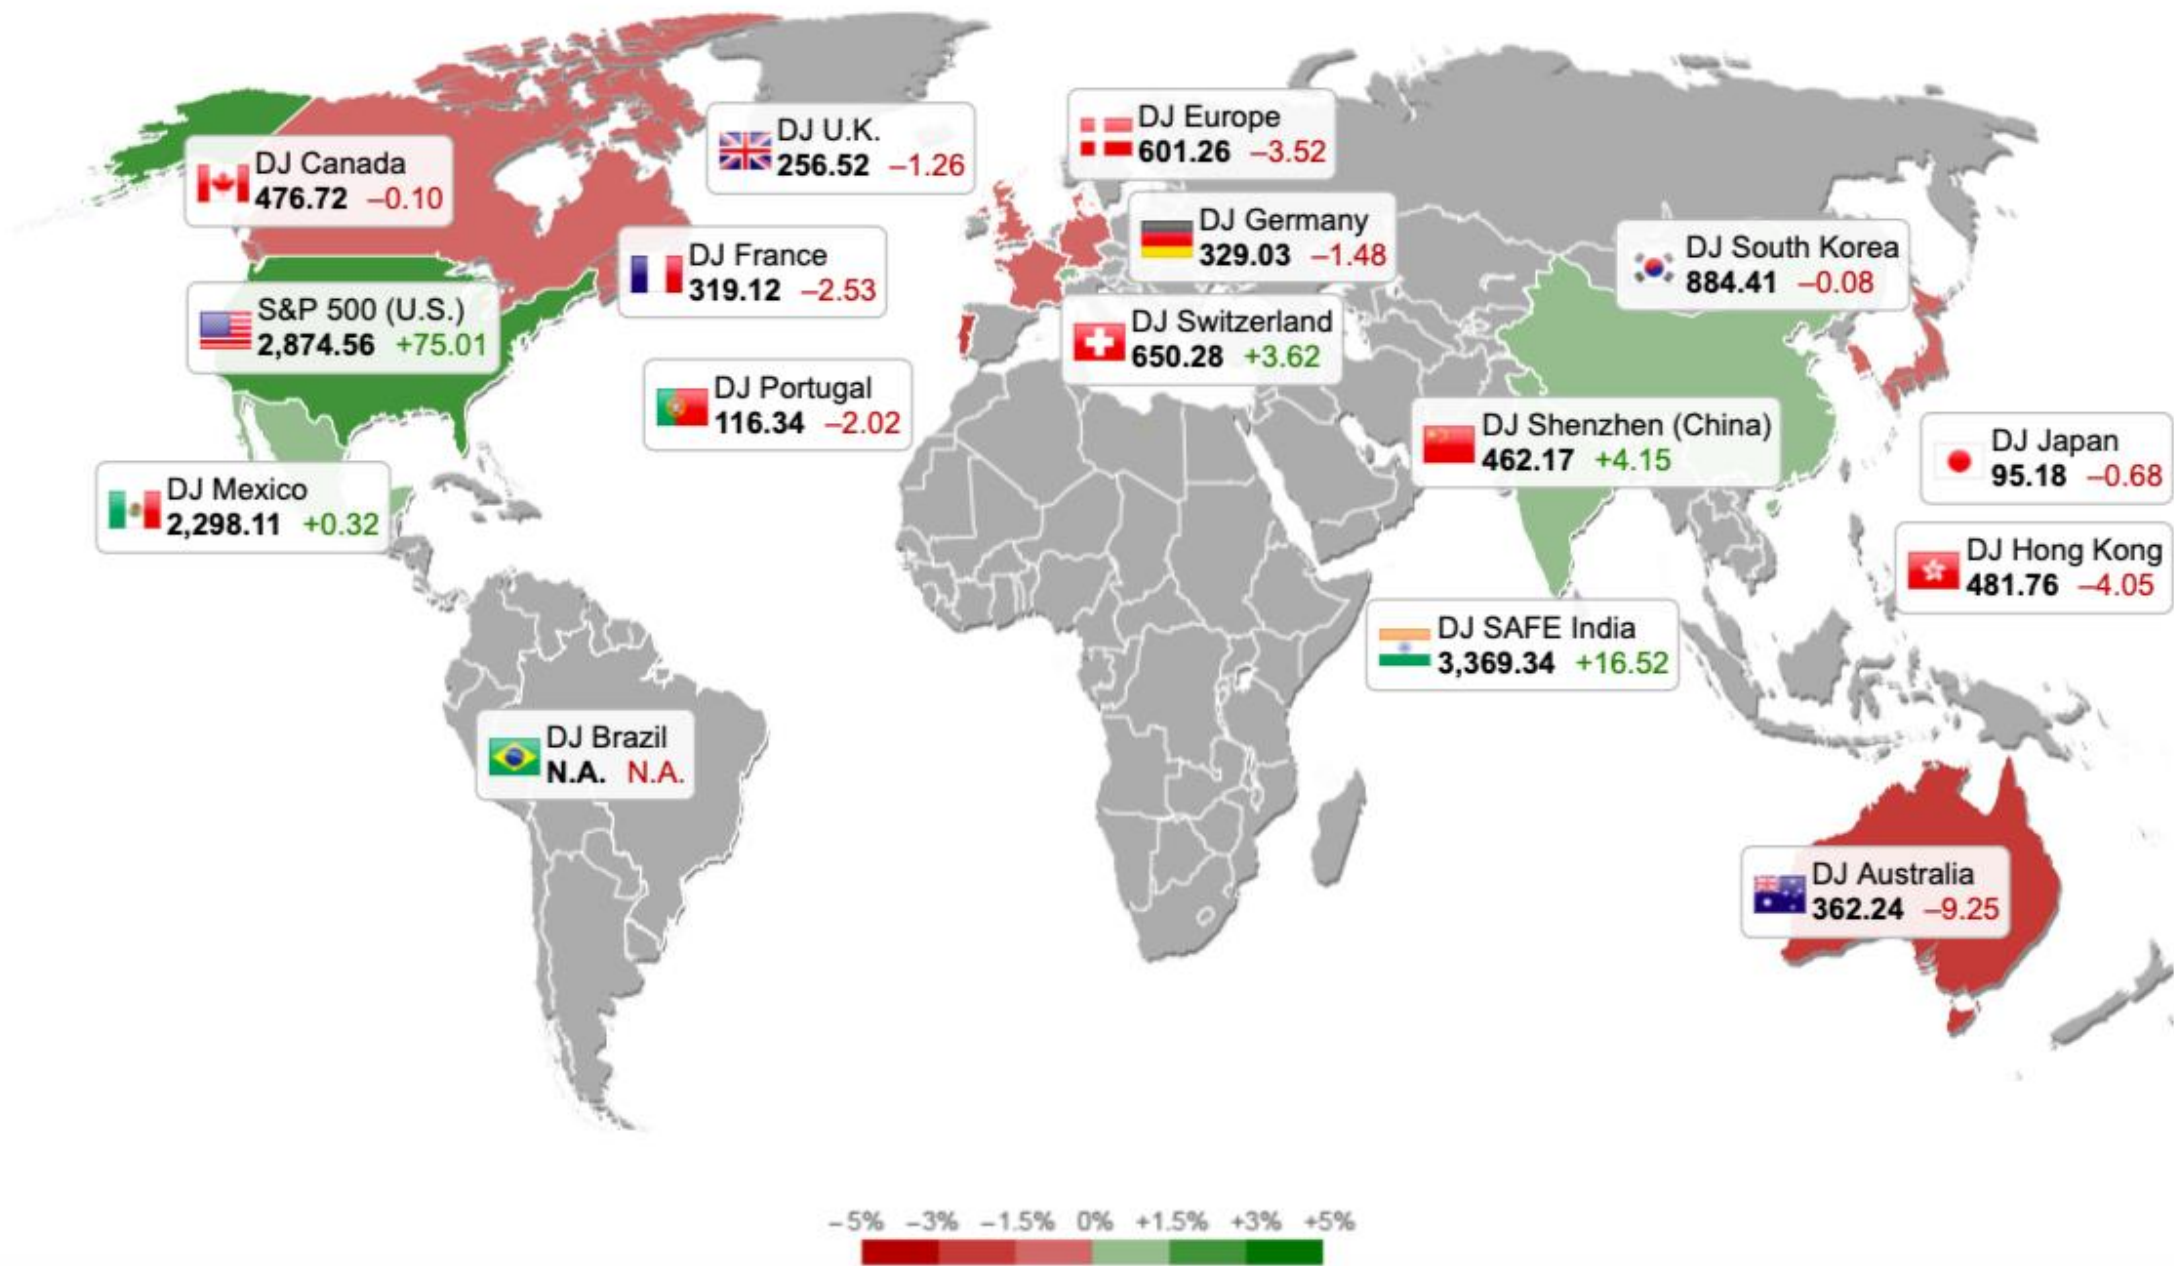 DJ Europe
601.26 –3.52
DJ U.K.
256.52 –1.26
DJ Canada
476.72 –0.10
DJ Germany
329.03 –1.48
DJ South Korea
884.41 –0.08
DJ France
319.12 –2.53
S&P 500 (U.S.)
2,874.56 +75.01
DJ Switzerland
650.28 +3.62
DJ Portugal
116.34 –2.02
DJ Shenzhen (China)
462.17 +4.15
DJ Japan
95.18 –0.68
DJ Mexico
2,298.11 +0.32
DJ Hong Kong
481.76 –4.05
DJ SAFE India
3,369.34 +16.52
DJ Brazil
N.A. N.A.
DJ Australia
362.24 –9.25
–5% –3% –1.5% 0% +1.5% +3% +5%